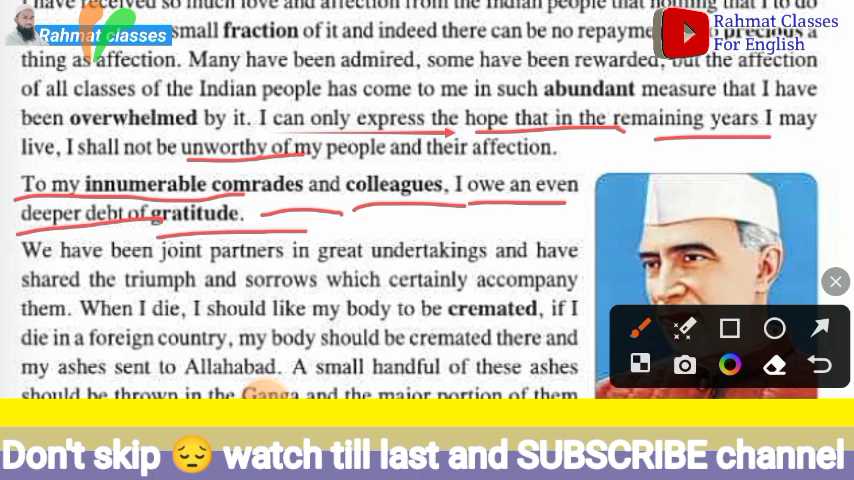 I have received so much love and affection from the Indian people that nothing that I to do
small fraction of it and indeed there can be no repayme precious a
thing as affection. Many have been admired, some have been rewarded, but the affection
of all classes of the Indian people has come to me in such abundant measure that I have
been overwhelmed by it. I can only express the hope that in the remaining years I may
live, I shall not be unworthy of my people and their affection.
To my innumerable comrades and colleagues, I owe an even
deeper debt of gratitude.
We have been joint partners in great undertakings and have
shared the triumph and sorrows which certainly accompany
them. When I die, I should like my body to be cremated, if I
die in a foreign country, my body should be cremated there and
my ashes sent to Allahabad. A small handful of these ashes
should be thrown in the Ganga and the major portion of them
Rahmat classes
Rahmat Classes
For English
Don't skip 😔 watch till last and SUBSCRIBE channel